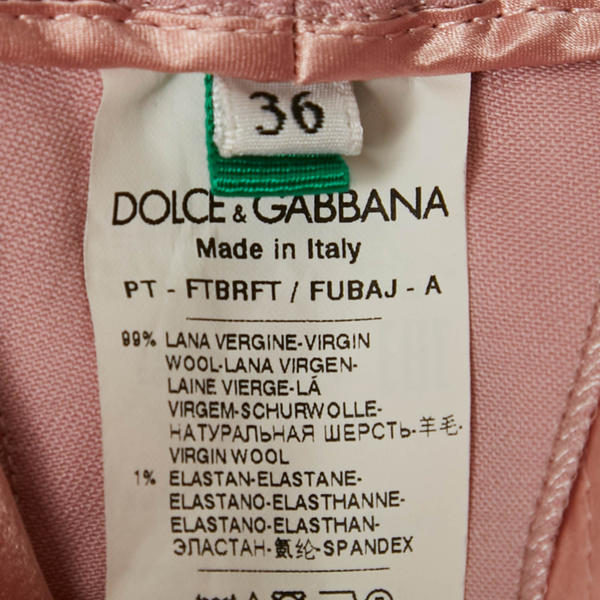 36
DOLCE & GABBANA
Made in Italy
PT - FTBRFT / FUBAJ - A
99% LANA VERGINE-VIRGIN
WOOL-LANA VIRGEN-
LAINE VIERGE-LÃ
VIRGEM-SCHURWOLLE-
НАТУРАЛЬНАЯ ШЕРСТЬ-羊毛-
VIRGIN WOOL
1% ELASTAN-ELASTANE-
ELASTANO-ELASTHANNE-
ELASTANO-ELASTHAN-
ЭЛАСТАН-氨纶-SPANDEX